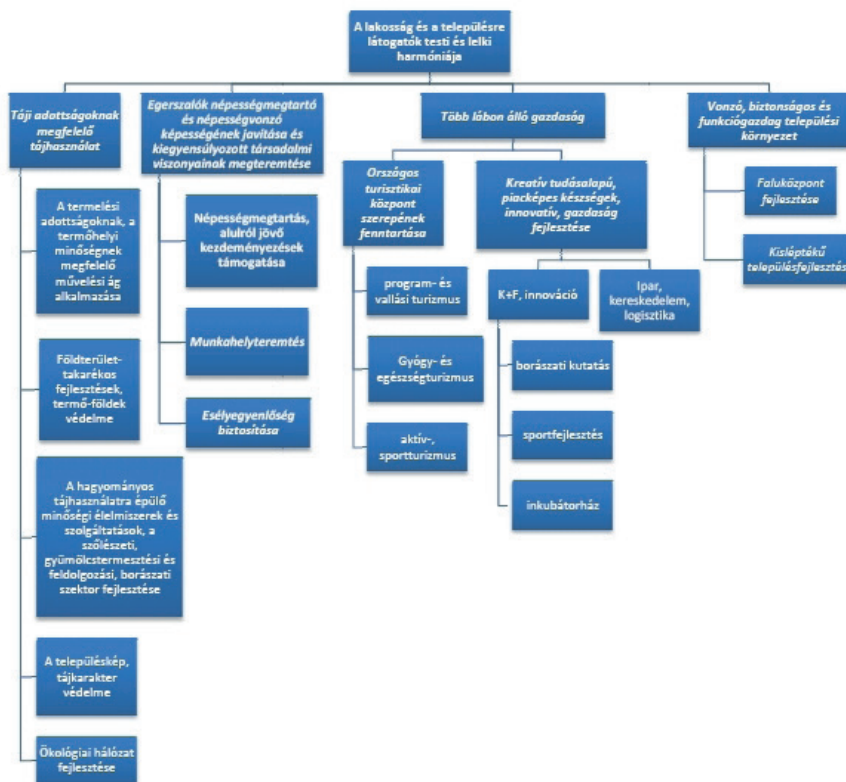 A lakosság és a településre
látogatók testi és lelki
harmóniája
Táji adottságoknak
megfelelő
tájhasználat
A termelési
adottságoknak, a
termőhelyi
minőségnek
megfelelő
művelési ág
alkalmazása
Földterület-
takarékos
fejlesztések,
termő-földek
védelme
A hagyományos
tájhasználatra épülő
minőségi élelmiszerek és
szolgáltatások, a
szőlészeti,
gyümölcstermesztési és
feldolgozási, borászati
szektor fejlesztése
A településkép,
tájkarakter
védelme
Ökológiai hálózat
fejlesztése
Egerszalók népességmegtartó
és népességvonzó
képességének javítása és
kiegyensúlyozott társadalmi
viszonyainak megteremtése
Népességmegtartás,
alulról jövő
kezdeményezések
támogatása
Munkahelyteremtés
Esélyegyenlőség
biztosítása
Több lábon álló gazdaság
Országos
turisztikai
központ
szerepének
fenntartása
program- és
vallási turizmus
Gyógy- és
egészségturizmus
aktív-,
sportturizmus
Kreatív tudásalapú,
piacképes készségek,
innovatív, gazdaság
fejlesztése
K+F, innováció
borászati kutatás
sportfejlesztés
inkubátorház
Ipar,
kereskedelem,
logisztika
Vonzó, biztonságos és
funkciógazdag települési
környezet
Faluközpont
fejlesztése
Kisléptékű
településfejlesztés